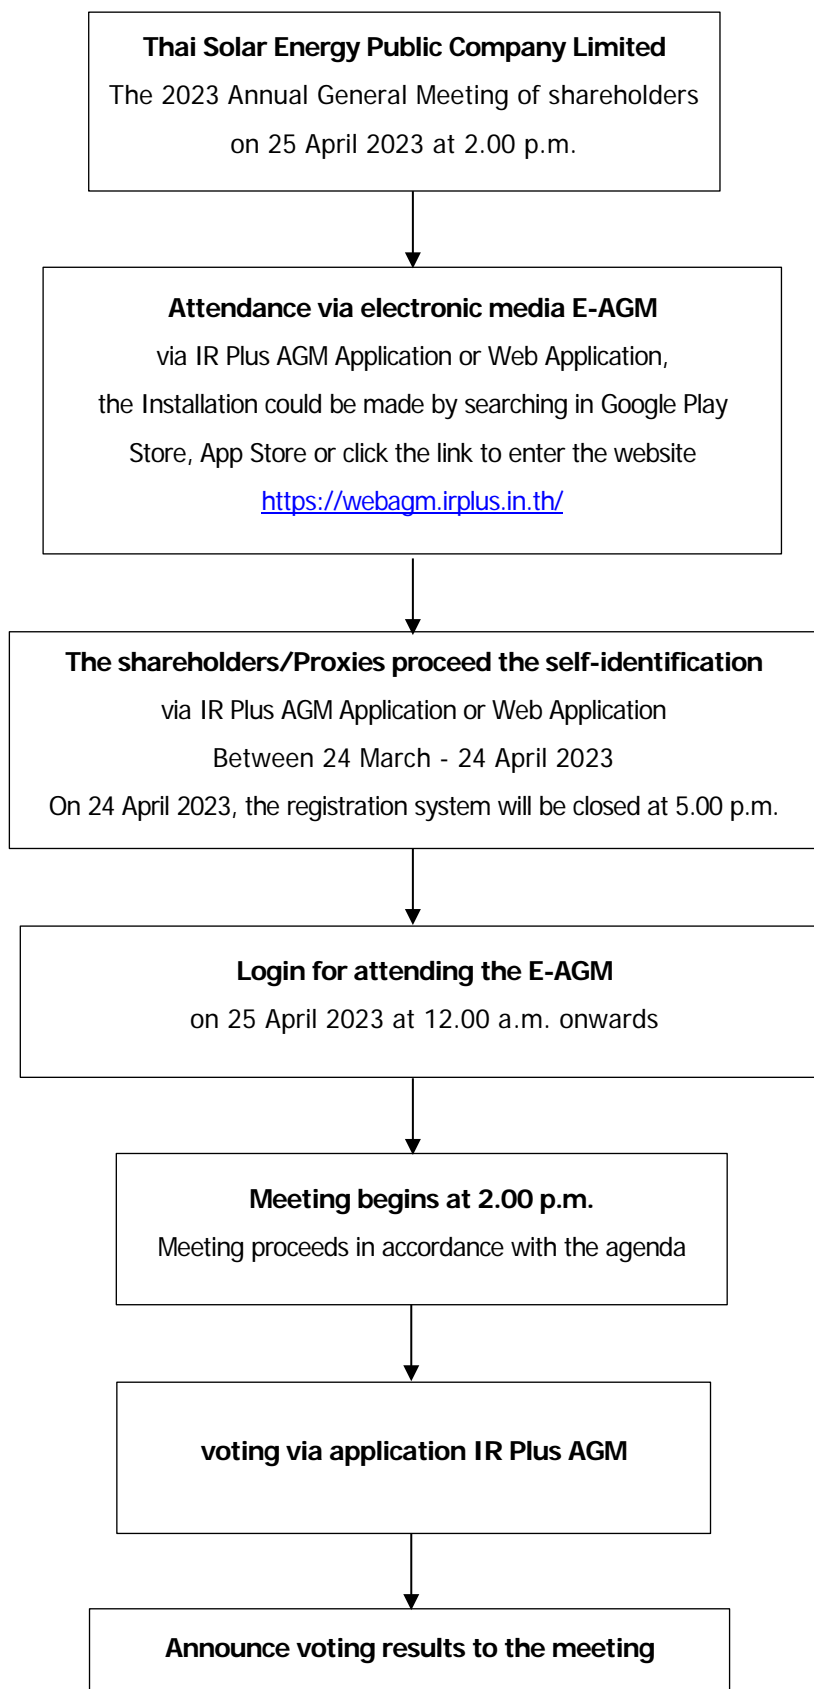 Thai Solar Energy Public Company Limited
The 2023 Annual General Meeting of shareholders
on 25 April 2023 at 2.00 p.m.
Attendance via electronic media E-AGM
via IR Plus AGM Application or Web Application,
the Installation could be made by searching in Google Play
Store, App Store or click the link to enter the website
https://webagm.irplus.in.th/
The shareholders/Proxies proceed the self-identification
via IR Plus AGM Application or Web Application
Between 24 March - 24 April 2023
On 24 April 2023, the registration system will be closed at 5.00 p.m.
Login for attending the E-AGM
on 25 April 2023 at 12.00 a.m. onwards
Meeting begins at 2.00 p.m.
Meeting proceeds in accordance with the agenda
voting via application IR Plus AGM
Announce voting results to the meeting